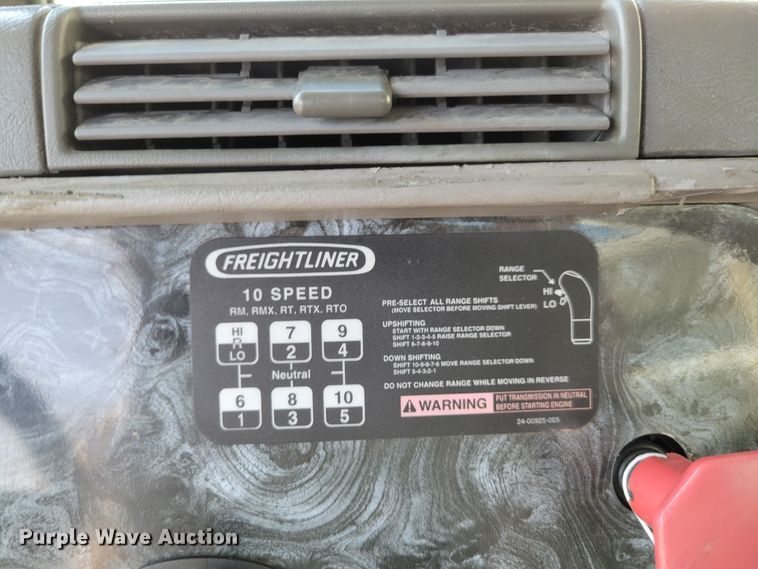 FREIGHTLINER
10 SPEED
RM, RMX, RT, RTX, RTO
HI
R
LO
7
2
9
4
Neutral
6
1
8
3
10
5
RANGE
SELECTOR
HI
LO
PRE-SELECT ALL RANGE SHIFTS
(MOVE SELECTOR BEFORE MOVING SHIFT LEVER)
UPSHIFTING
START WITH RANGE SELECTOR DOWN
SHIFT 1-2-3-4-5 RAISE RANGE SELECTOR
SHIFT 6-7-8-9-10
DOWN SHIFTING
SHIFT 10-9-8-7-6 MOVE RANGE SELECTOR DOWN
SHIFT 5-4-3-2-1
DO NOT CHANGE RANGE WHILE MOVING IN REVERSE
WARNING
PUT TRANSMISSION IN NEUTRAL
BEFORE STARTING ENGINE
24-00925-005
Purple Wave Auction